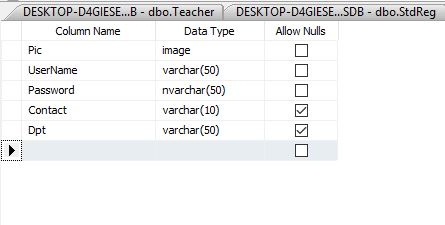 DESKTOP-D4GIESE...B - dbo.Teacher DESKTOP-D4GIESE...SDB - dbo.StdReg
Column Name Data Type Allow Nulls
Pic image
UserName varchar(50)
Password nvarchar(50)
Contact varchar(10)
Dpt varchar(50)